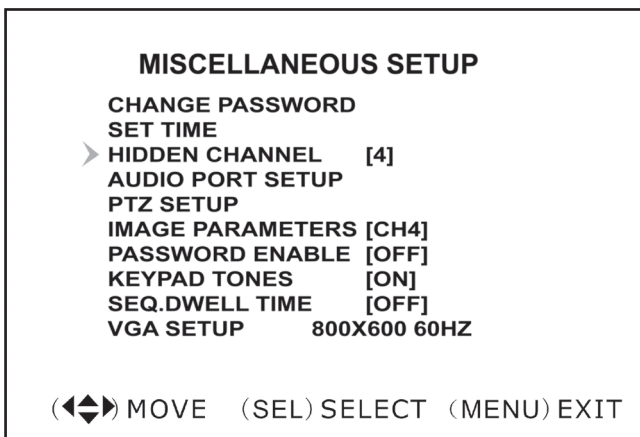 MISCELLANEOUS SETUP
CHANGE PASSWORD
SET TIME
HIDDEN CHANNEL [4]
AUDIO PORT SETUP
PTZ SETUP
IMAGE PARAMETERS [CH4]
PASSWORD ENABLE [OFF]
KEYPAD TONES [ON]
SEQ.DWELL TIME [OFF]
VGA SETUP 800X600 60HZ
() MOVE (SEL) SELECT (MENU) EXIT